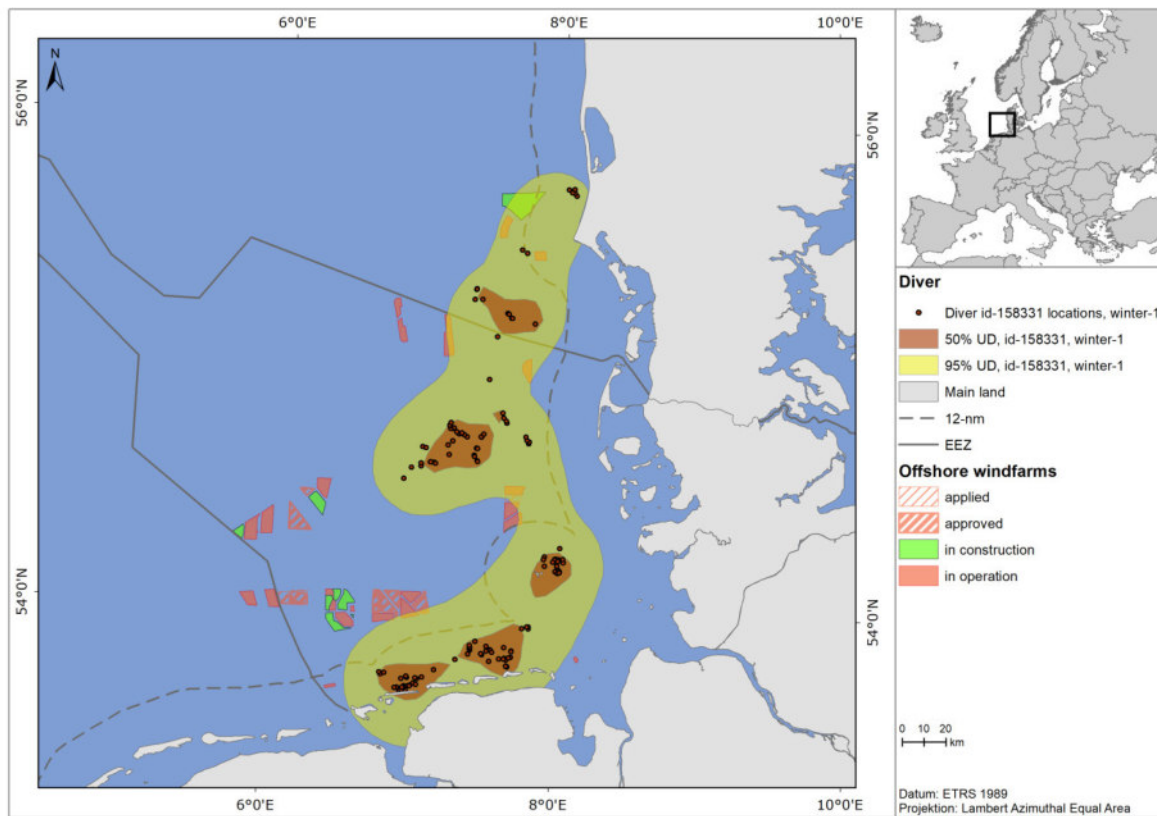 6°0'E
8°0'E
10°0'E
N
56°0'N
56°0'N
54°0'N
54°0'N
6°0'E
8°0'E
10°0'E
Diver
Diver id-158331 locations, winter-1
50% UD, id-158331, winter-1
95% UD, id-158331, winter-1
Main land
12-nm
EEZ
Offshore windfarms
applied
approved
in construction
in operation
0 10 20
km
Datum: ETRS 1989
Projektion: Lambert Azimuthal Equal Area